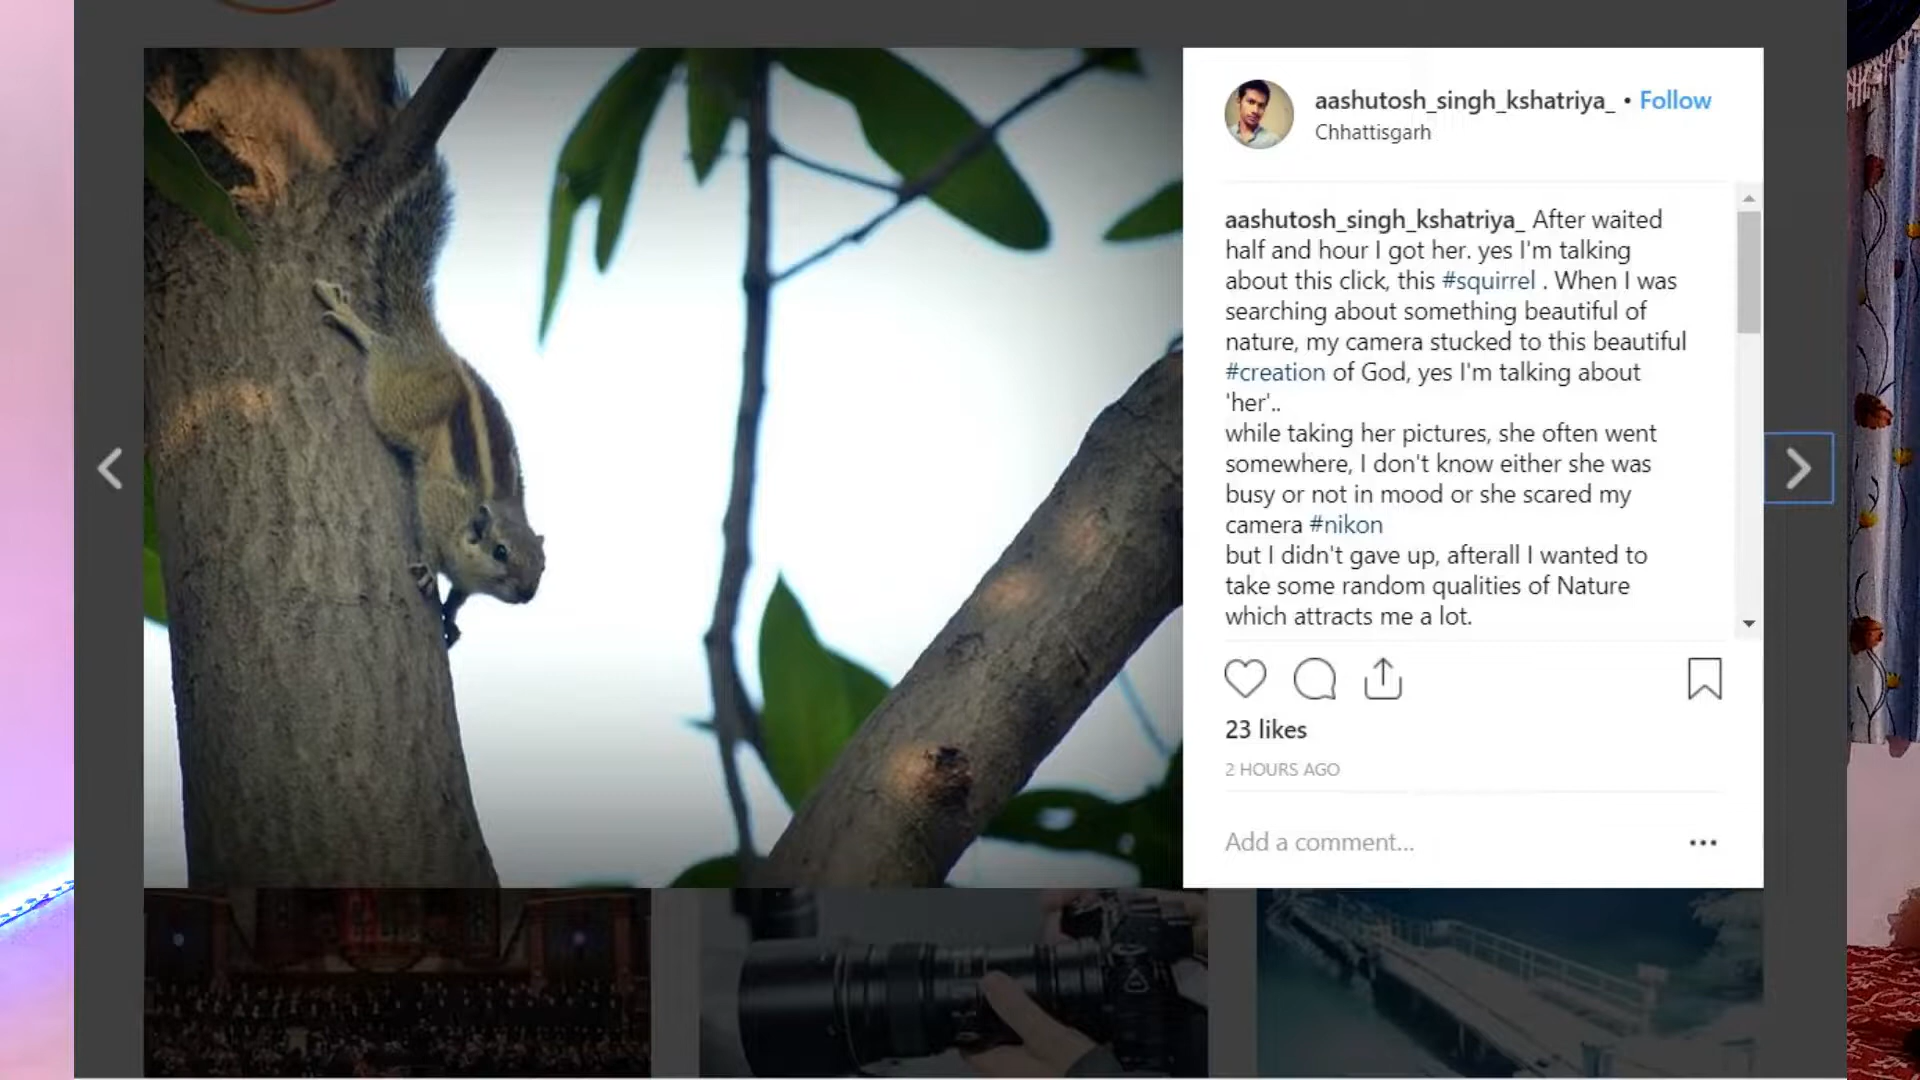 aashutosh_singh_kshatriya_ • Follow
Chhattisgarh
aashutosh_singh_kshatriya_ After waited
half and hour I got her. yes I'm talking
about this click, this #squirrel . When I was
searching about something beautiful of
nature, my camera stucked to this beautiful
#creation of God, yes I'm talking about
'her'..
while taking her pictures, she often went
somewhere, I don't know either she was
busy or not in mood or she scared my
camera #nikon
but I didn't gave up, afterall I wanted to
take some random qualities of Nature
which attracts me a lot.
23 likes
2 HOURS AGO
Add a comment...